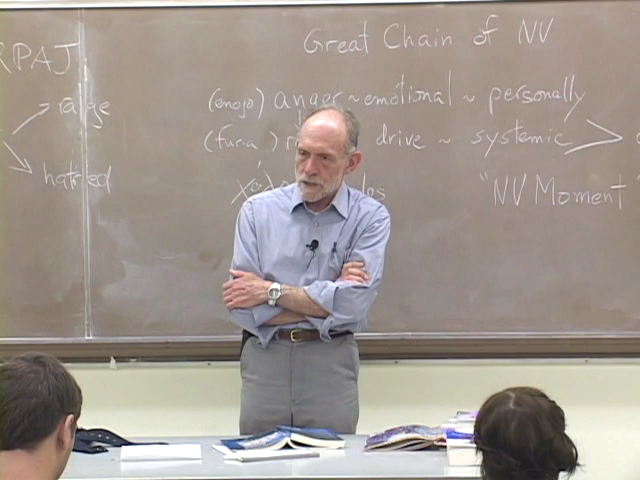 Great Chain of NV
RPAJ
rage
(enojo) anger ~ emotional ~ personally
(furia) drive ~ systemic >
hatred
"NV Moment"